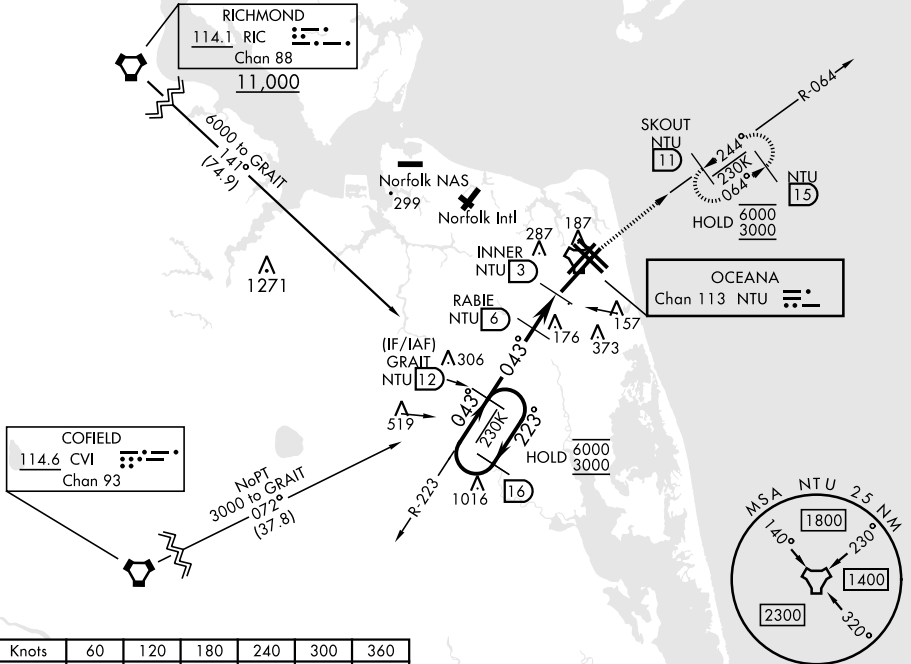 RICHMOND
114.1 RIC
Chan 88
11,000
6000 to GRAIT
141°
(74.9)
Norfolk NAS
299
Norfolk Intl
1271
SKOUT
NTU
11
R-064
244°
230K
064°
NTU
15
HOLD 6000
3000
287
187
INNER
NTU 3
OCEANA
Chan 113 NTU
RABIE
NTU 6
157
176
373
(IF/IAF)
GRAIT
NTU 12
306
043°
043°
519
230K
223°
HOLD 6000
3000
R-223
1016
16
COFIELD
114.6 CVI
Chan 93
NoPT
3000 to GRAIT
072°
(37.8)
MSA NTU 25 NM
1800
140°
230°
1400
2300
320°
Knots 60 120 180 240 300 360